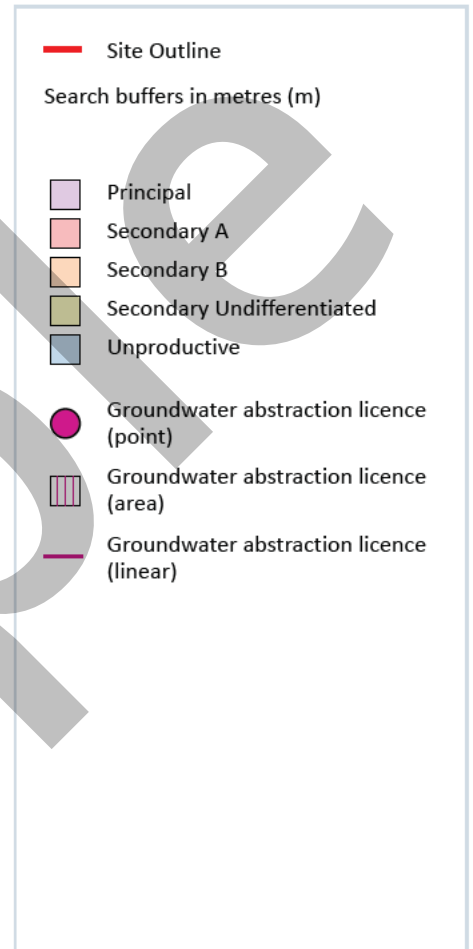 Site Outline
Search buffers in metres (m)
Principal
Secondary A
Secondary B
Secondary Undifferentiated
Unproductive
Groundwater abstraction licence
(point)
Groundwater abstraction licence
(area)
Groundwater abstraction licence
(linear)